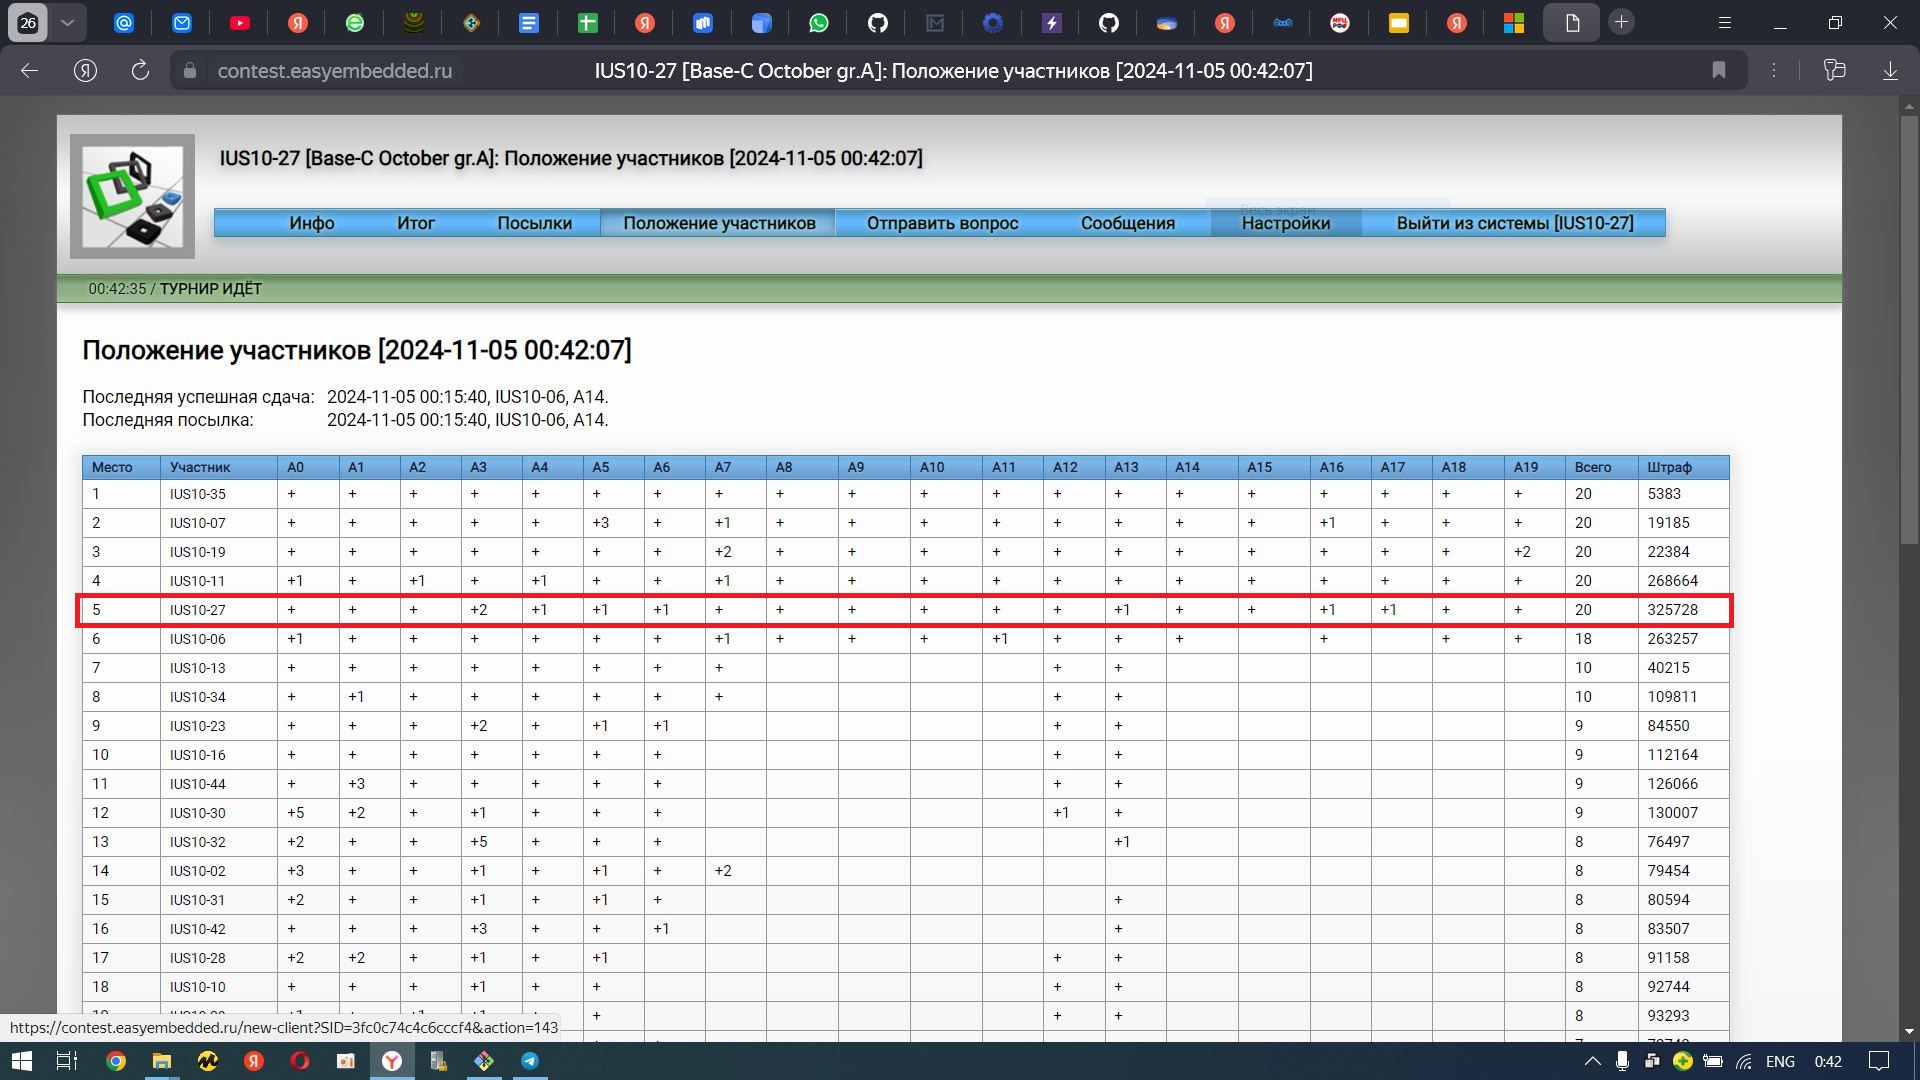 26
contest.easyembedded.ru
IUS10-27 [Base-C October gr.A]: Положение участников [2024-11-05 00:42:07]
IUS10-27 [Base-C October gr.A]: Положение участников [2024-11-05 00:42:07]
Весь экран
Инфо Итог Посылки Положение участников Отправить вопрос Сообщения Настройки Выйти из системы [IUS10-27]
00:42:35 / ТУРНИР ИДЁТ
Положение участников [2024-11-05 00:42:07]
Последняя успешная сдача: 2024-11-05 00:15:40, IUS10-06, A14.
Последняя посылка: 2024-11-05 00:15:40, IUS10-06, A14.
Место Участник A0 A1 A2 A3 A4 A5 A6 A7 A8 A9 A10 A11 A12 A13 A14 A15 A16 A17 A18 A19 Всего Штраф
1 IUS10-35 + + + + + + + + + + + + + + + + + + + + 20 5383
2 IUS10-07 + + + + + +3 + +1 + + + + + + + + +1 + + + 20 19185
3 IUS10-19 + + + + + + + +2 + + + + + + + + + + + +2 20 22384
4 IUS10-11 +1 + +1 + +1 + + +1 + + + + + + + + + + + + 20 268664
5 IUS10-27 + + + +2 +1 +1 +1 + + + + + + +1 + + +1 +1 + + 20 325728
6 IUS10-06 +1 + + + + + + +1 + + + +1 + + + + + + 18 263257
7 IUS10-13 + + + + + + + + + + 10 40215
8 IUS10-34 + +1 + + + + + + + + 10 109811
9 IUS10-23 + + + +2 + +1 +1 + + 9 84550
10 IUS10-16 + + + + + + + + + 9 112164
11 IUS10-44 + +3 + + + + + + + 9 126066
12 IUS10-30 +5 +2 + +1 + + + +1 + 9 130007
13 IUS10-32 +2 + + +5 + + + +1 8 76497
14 IUS10-02 +3 + + +1 + +1 + +2 8 79454
15 IUS10-31 +2 + + +1 + +1 + + 8 80594
16 IUS10-42 + + + +3 + + +1 + 8 83507
17 IUS10-28 +2 +2 + +1 + +1 + + 8 91158
18 IUS10-10 + + + +1 + + + + 8 92744
+ + + 8 93293
https://contest.easyembedded.ru/new-client?SID=3fc0c74c4c6cccf4&action=143
ENG 0:42